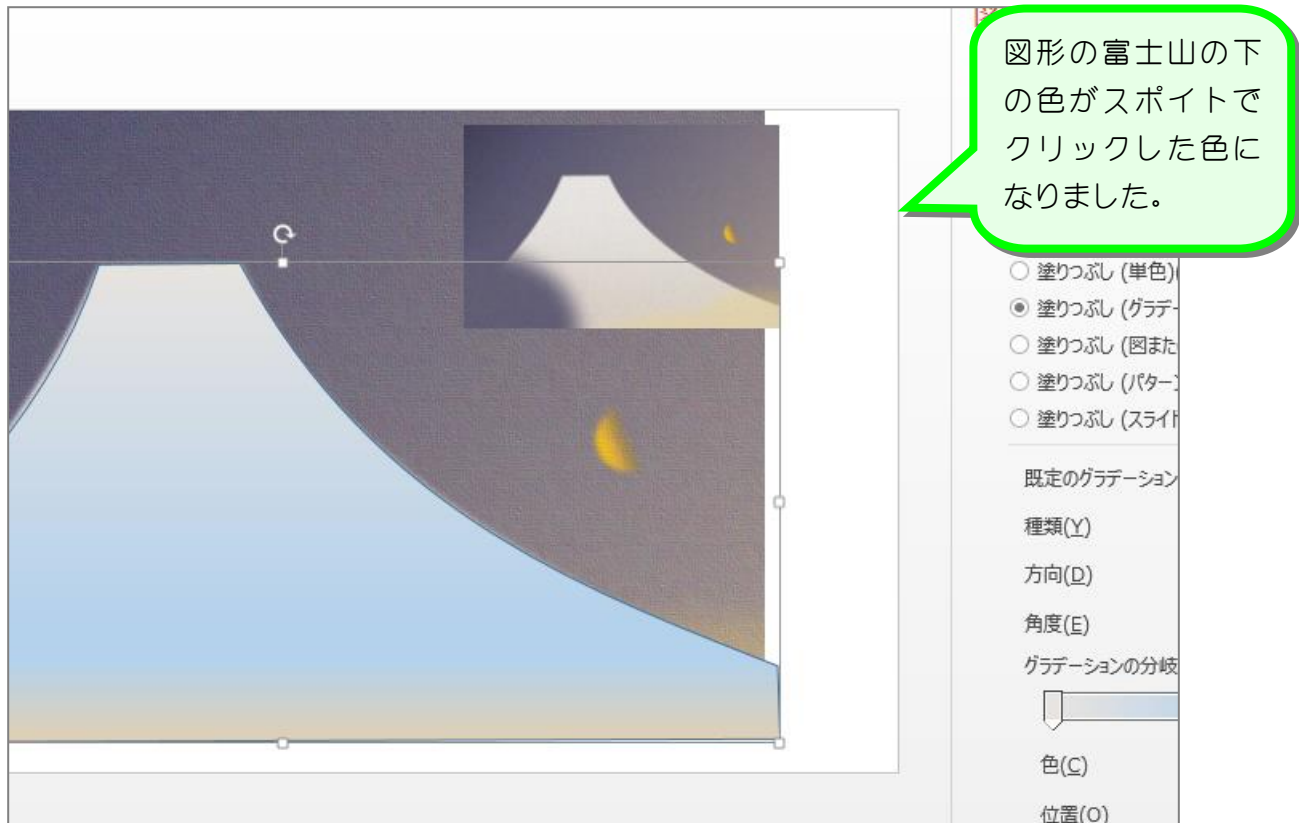 図形の富士山の下
の色がスポイトで
クリックした色に
なりました。
塗りつぶし (単色)(
塗りつぶし (グラデー
塗りつぶし (図また
塗りつぶし (パターン
塗りつぶし (スライド
既定のグラデーション
種類(Y)
方向(D)
角度(E)
グラデーションの分岐
色(C)
位置(O)